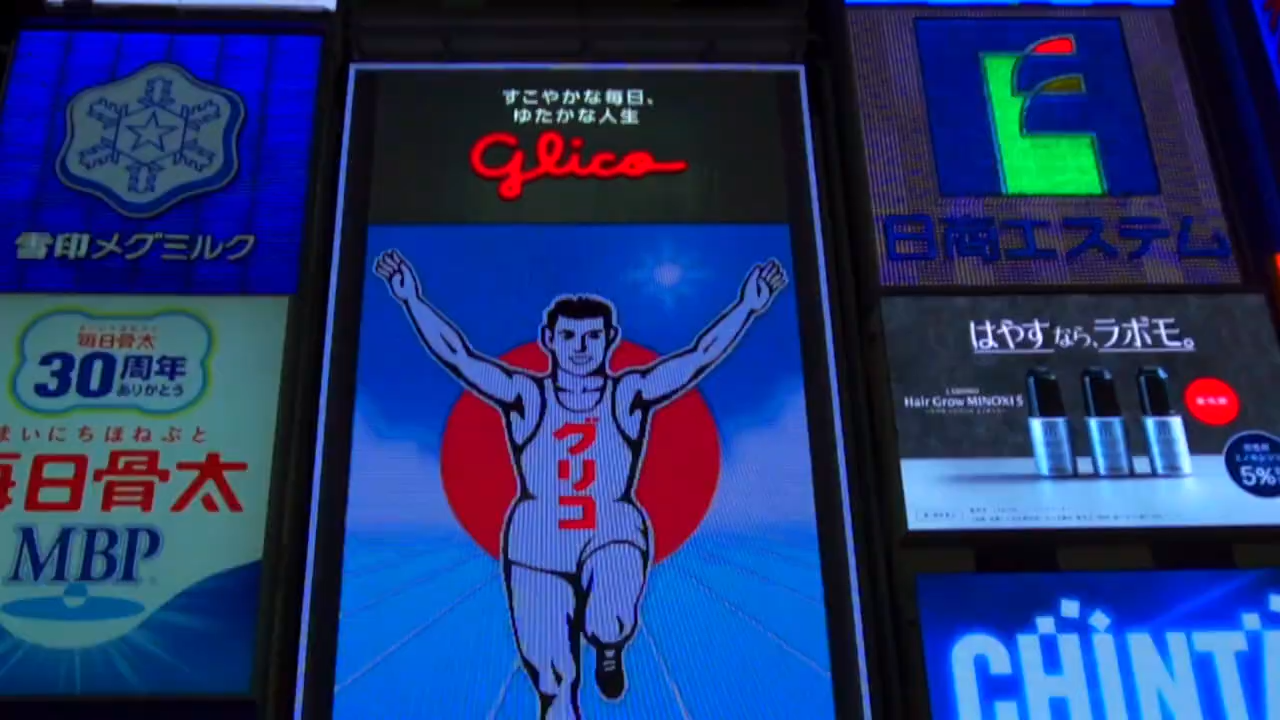 雪印メグミルク
毎日骨太
30周年
ありがとう
まいにちほねぶと
毎日骨太
MBP
すこやかな毎日、
ゆたかな人生
Glico
グリコ
日商エステム
はやすなら、ラボモ。
Hair Grow MINOXI 5
5%
CHINT